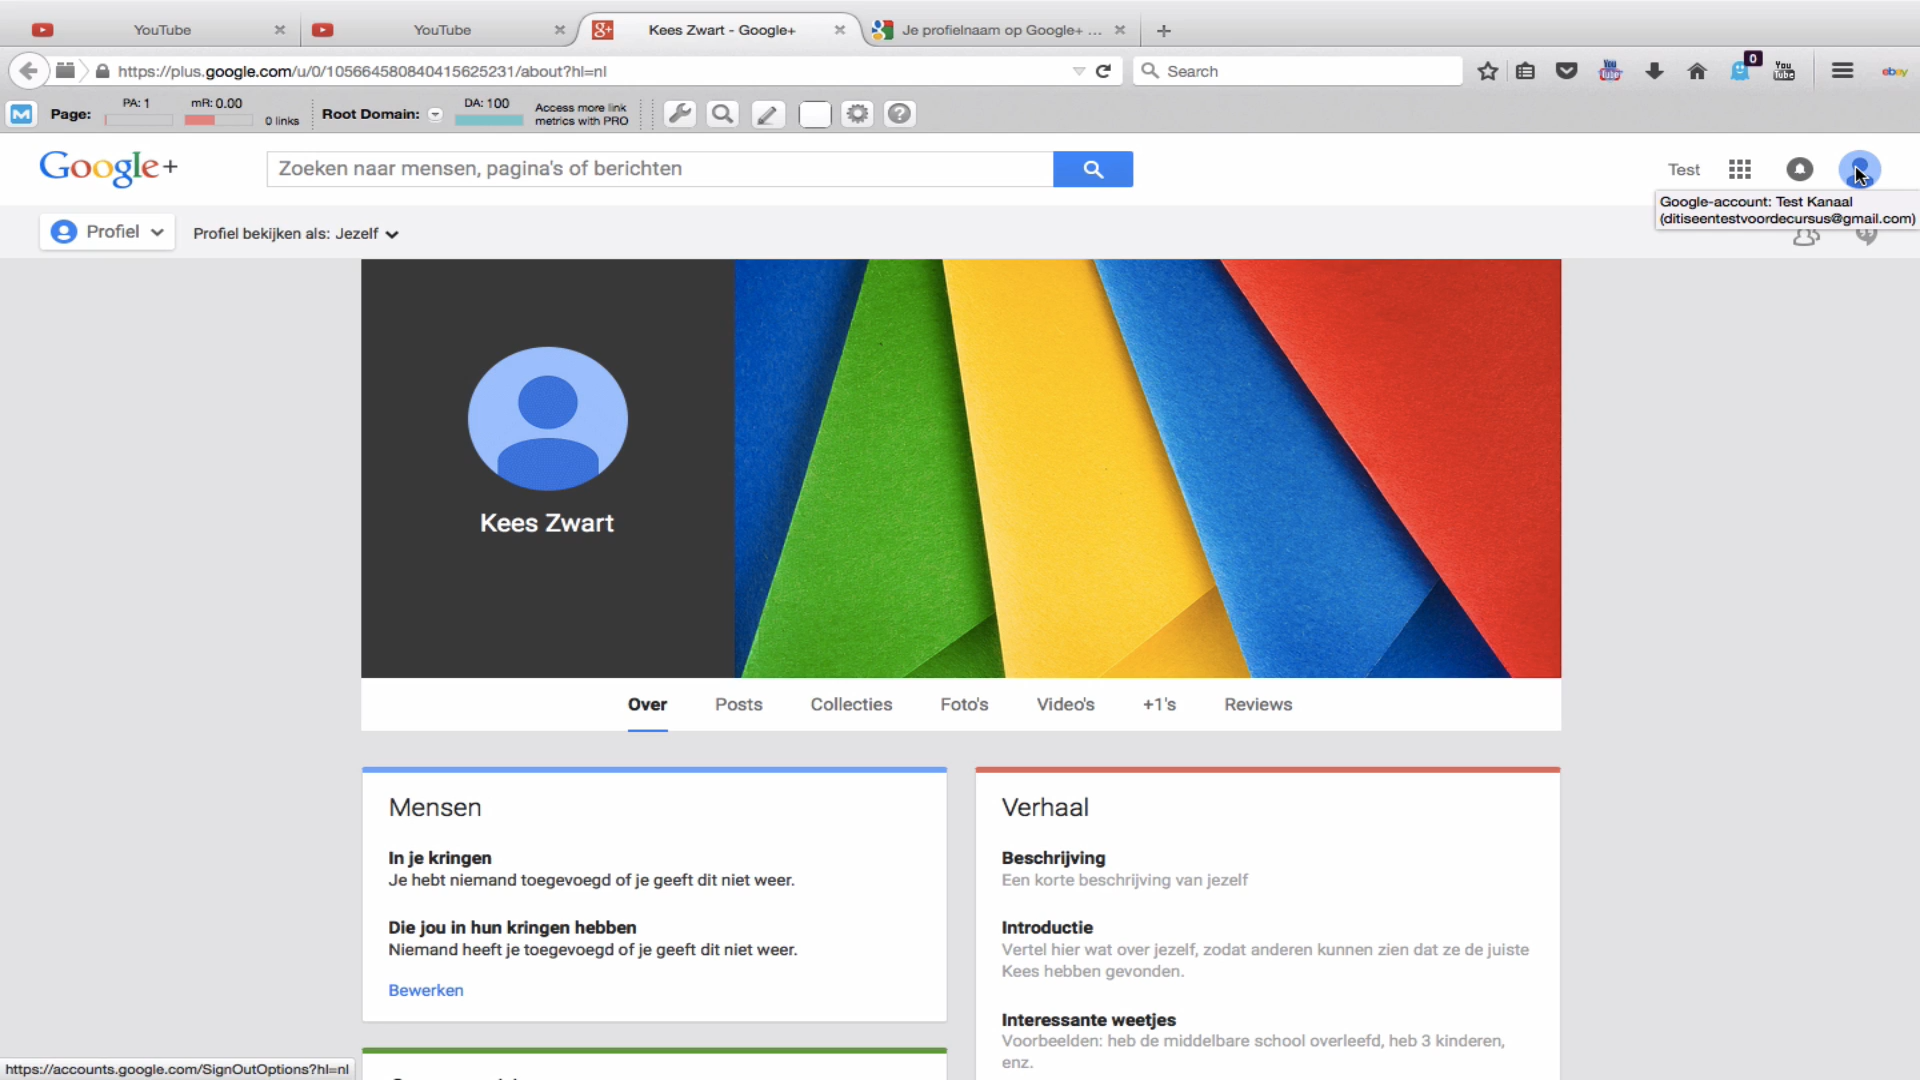 YouTube
YouTube
Kees Zwart - Google+
Je profielnaam op Google+ ...
https://plus.google.com/u/0/105664580840415625231/about?hl=nl
Search
0
You Tube
You Tube
ebay
Page:
PA: 1
mR: 0.00
0 links
Root Domain:
DA: 100
Access more link
metrics with PRO
Google+
Zoeken naar mensen, pagina's of berichten
Test
Google-account: Test Kanaal
(ditiseentestvoordecursus@gmail.com)
Profiel
Profiel bekijken als: Jezelf
Kees Zwart
Over
Posts
Collecties
Foto's
Video's
+1's
Reviews
Mensen
In je kringen
Je hebt niemand toegevoegd of je geeft dit niet weer.
Die jou in hun kringen hebben
Niemand heeft je toegevoegd of je geeft dit niet weer.
Bewerken
Verhaal
Beschrijving
Een korte beschrijving van jezelf
Introductie
Vertel hier wat over jezelf, zodat anderen kunnen zien dat ze de juiste
Kees hebben gevonden.
Interessante weetjes
Voorbeelden: heb de middelbare school overleefd, heb 3 kinderen,
enz.
https://accounts.google.com/SignOutOptions?hl=nl